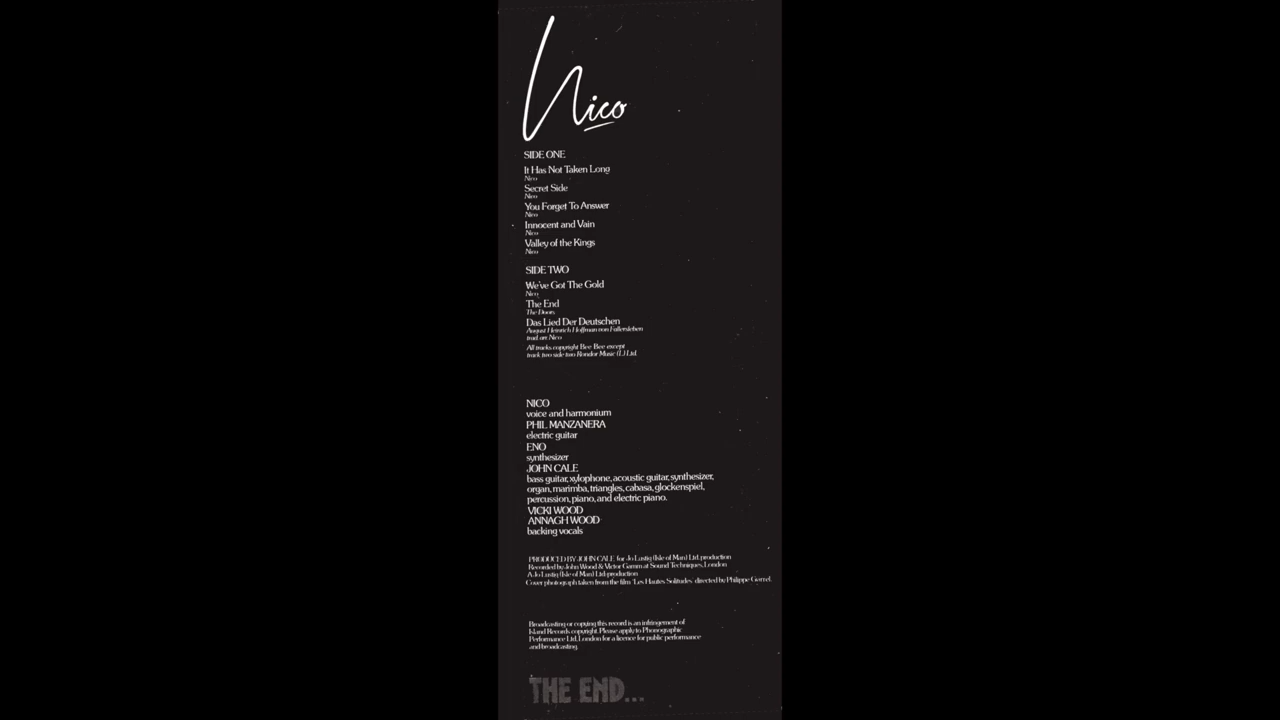 Nico
SIDE ONE
It Has Not Taken Long
Nico
Secret Side
Nico
You Forget To Answer
Nico
Innocent and Vain
Nico
Valley of the Kings
Nico
SIDE TWO
We've Got The Gold
Nico
The End
The Doors
Das Lied Der Deutschen
August Heinrich Hoffman von Fallersleben
trad. arr. Nico
All tracks copyright Bee Bee except
track two side two Rondor Music (L) Ltd.
NICO
voice and harmonium
PHIL MANZANERA
electric guitar
ENO
synthesizer
JOHN CALE
bass guitar, xylophone, acoustic guitar, synthesizer,
organ, marimba, triangles, cabasa, glockenspiel,
percussion, piano, and electric piano.
VICKI WOOD
ANNAGH WOOD
backing vocals
PRODUCED BY JOHN CALE for Jo Lustig (Isle of Man) Ltd. production
Recorded by John Wood & Victor Gamm at Sound Techniques, London
A Jo Lustig (Isle of Man) Ltd production
Cover photograph taken from the film 'Les Hautes Solitudes' directed by Philippe Garrel.
Broadcasting or copying this record is an infringement of
Island Records copyright. Please apply to Phonographic
Performance Ltd. London for a licence for public performance
and broadcasting.
THE END...